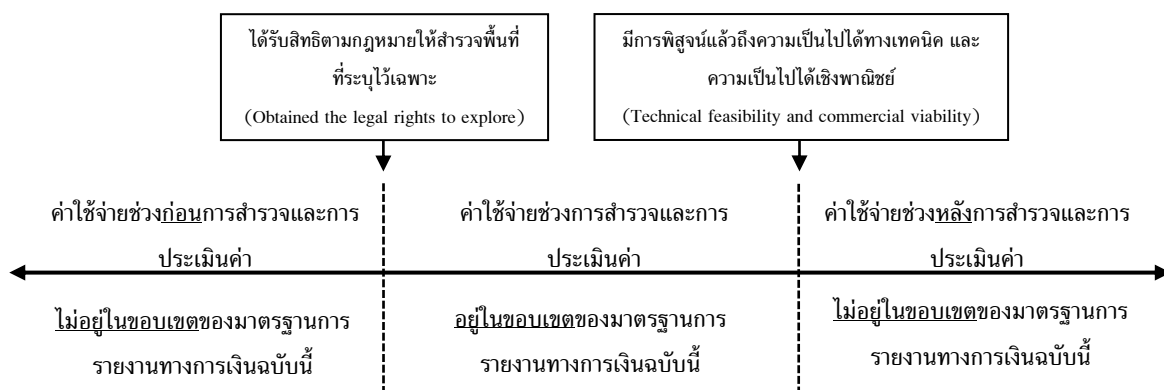 ได้รับสิทธิตามกฎหมายให้สำรวจพื้นที่
ที่ระบุไว้เฉพาะ
(Obtained the legal rights to explore)
มีการพิสูจน์แล้วถึงความเป็นไปได้ทางเทคนิค และ
ความเป็นไปได้เชิงพาณิชย์
(Technical feasibility and commercial viability)
ค่าใช้จ่ายช่วงก่อนการสำรวจและการ
ประเมินค่า
ค่าใช้จ่ายช่วงการสำรวจและการ
ประเมินค่า
ค่าใช้จ่ายช่วงหลังการสำรวจและการ
ประเมินค่า
ไม่อยู่ในขอบเขตของมาตรฐานการ
รายงานทางการเงินฉบับนี้
อยู่ในขอบเขตของมาตรฐานการ
รายงานทางการเงินฉบับนี้
ไม่อยู่ในขอบเขตของมาตรฐานการ
รายงานทางการเงินฉบับนี้